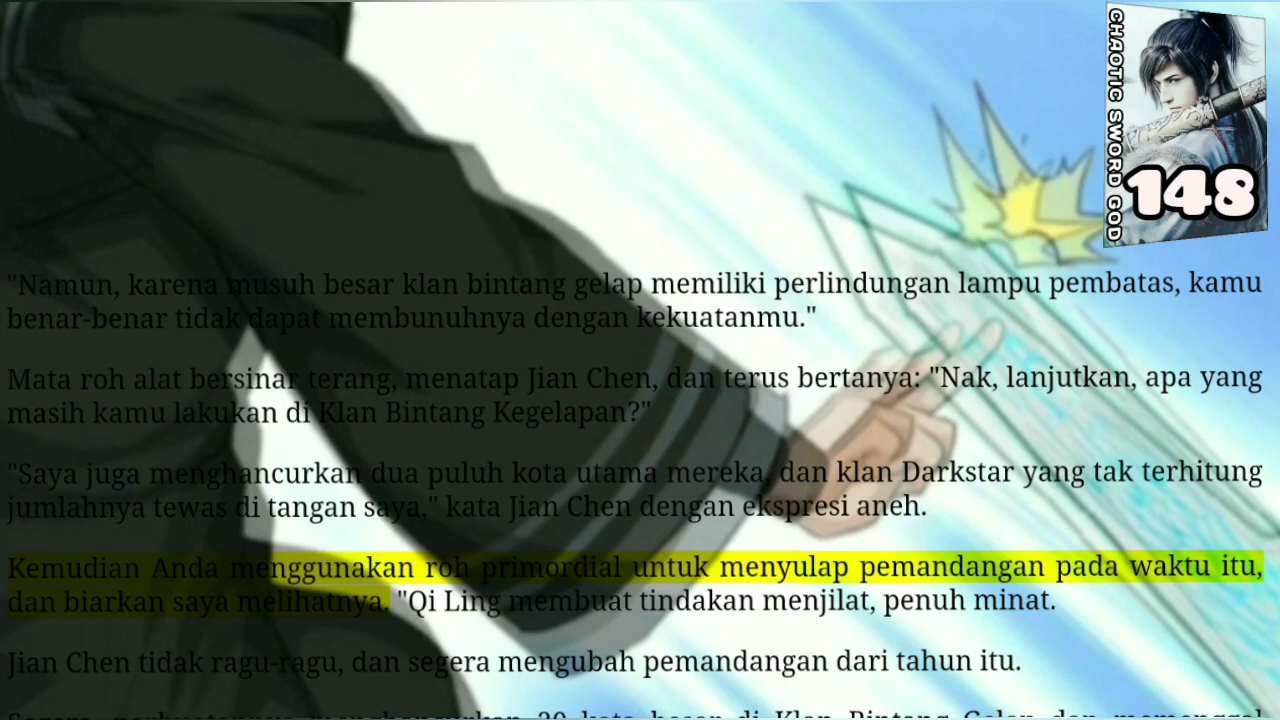 CHAOTIC SWORD GOD
148
"Namun, karena musuh besar klan bintang gelap memiliki perlindungan lampu pembatas, kamu
benar-benar tidak dapat membunuhnya dengan kekuatanmu."
Mata roh alat bersinar terang, menatap Jian Chen, dan terus bertanya: "Nak, lanjutkan, apa yang
masih kamu lakukan di Klan Bintang Kegelapan?"
"Saya juga menghancurkan dua puluh kota utama mereka, dan klan Darkstar yang tak terhitung
jumlahnya tewas di tangan saya," kata Jian Chen dengan ekspresi aneh.
Kemudian Anda menggunakan roh primordial untuk menyulap pemandangan pada waktu itu,
dan biarkan saya melihatnya. "Qi Ling membuat tindakan menjilat, penuh minat.
Jian Chen tidak ragu-ragu, dan segera mengubah pemandangan dari tahun itu.